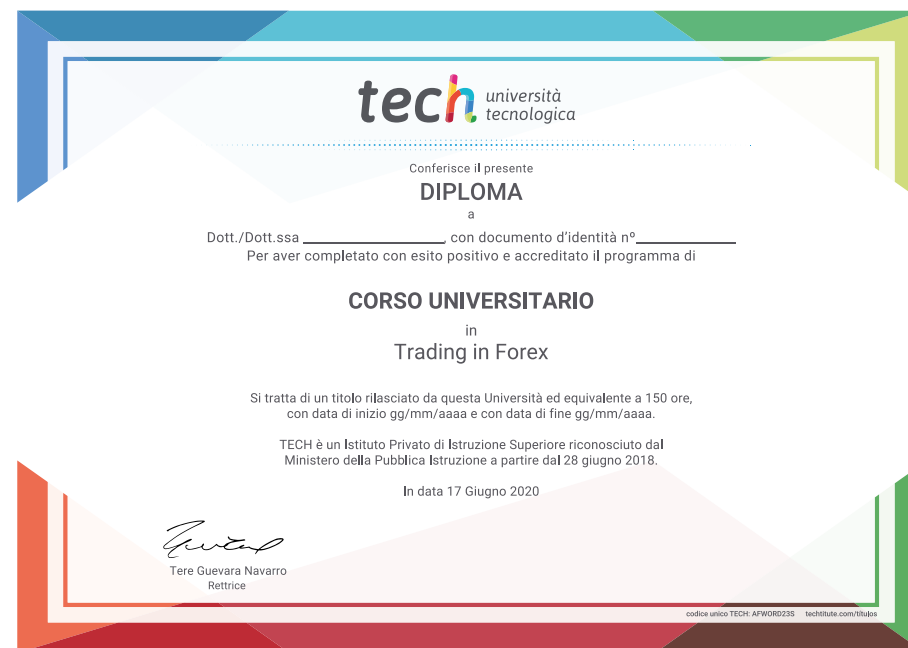 tech università
tecnologica
Conferisce il presente
DIPLOMA
a
Dott./Dott.ssa ________________, con documento d'identità nº____________
Per aver completato con esito positivo e accreditato il programma di
CORSO UNIVERSITARIO
in
Trading in Forex
Si tratta di un titolo rilasciato da questa Università ed equivalente a 150 ore,
con data di inizio gg/mm/aaaa e con data di fine gg/mm/aaaa.
TECH è un Istituto Privato di Istruzione Superiore riconosciuto dal
Ministero della Pubblica Istruzione a partire dal 28 giugno 2018.
In data 17 Giugno 2020
Tere Guevara Navarro
Rettrice
codice unico TECH: AFWORD23S techtitute.com/títulos